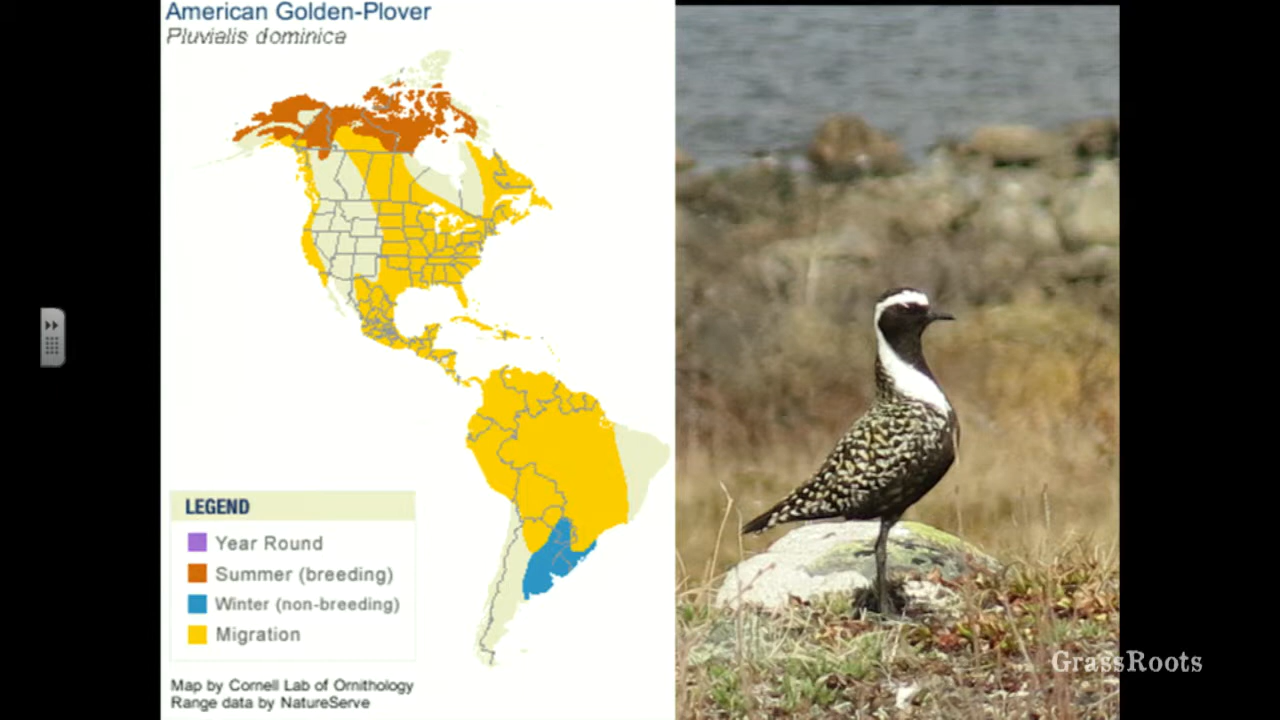 American Golden-Plover
Pluvialis dominica
LEGEND
Year Round
Summer (breeding)
Winter (non-breeding)
Migration
Map by Cornell Lab of Ornithology
Range data by NatureServe
GrassRoots